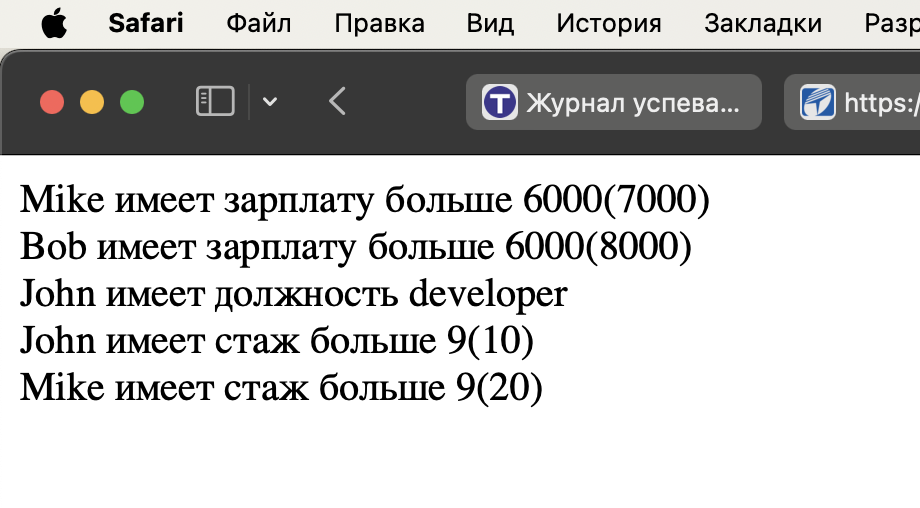 Safari Файл Правка Вид История Закладки Разр
Журнал успева... https:/
Mike имеет зарплату больше 6000(7000)
Bob имеет зарплату больше 6000(8000)
John имеет должность developer
John имеет стаж больше 9(10)
Mike имеет стаж больше 9(20)